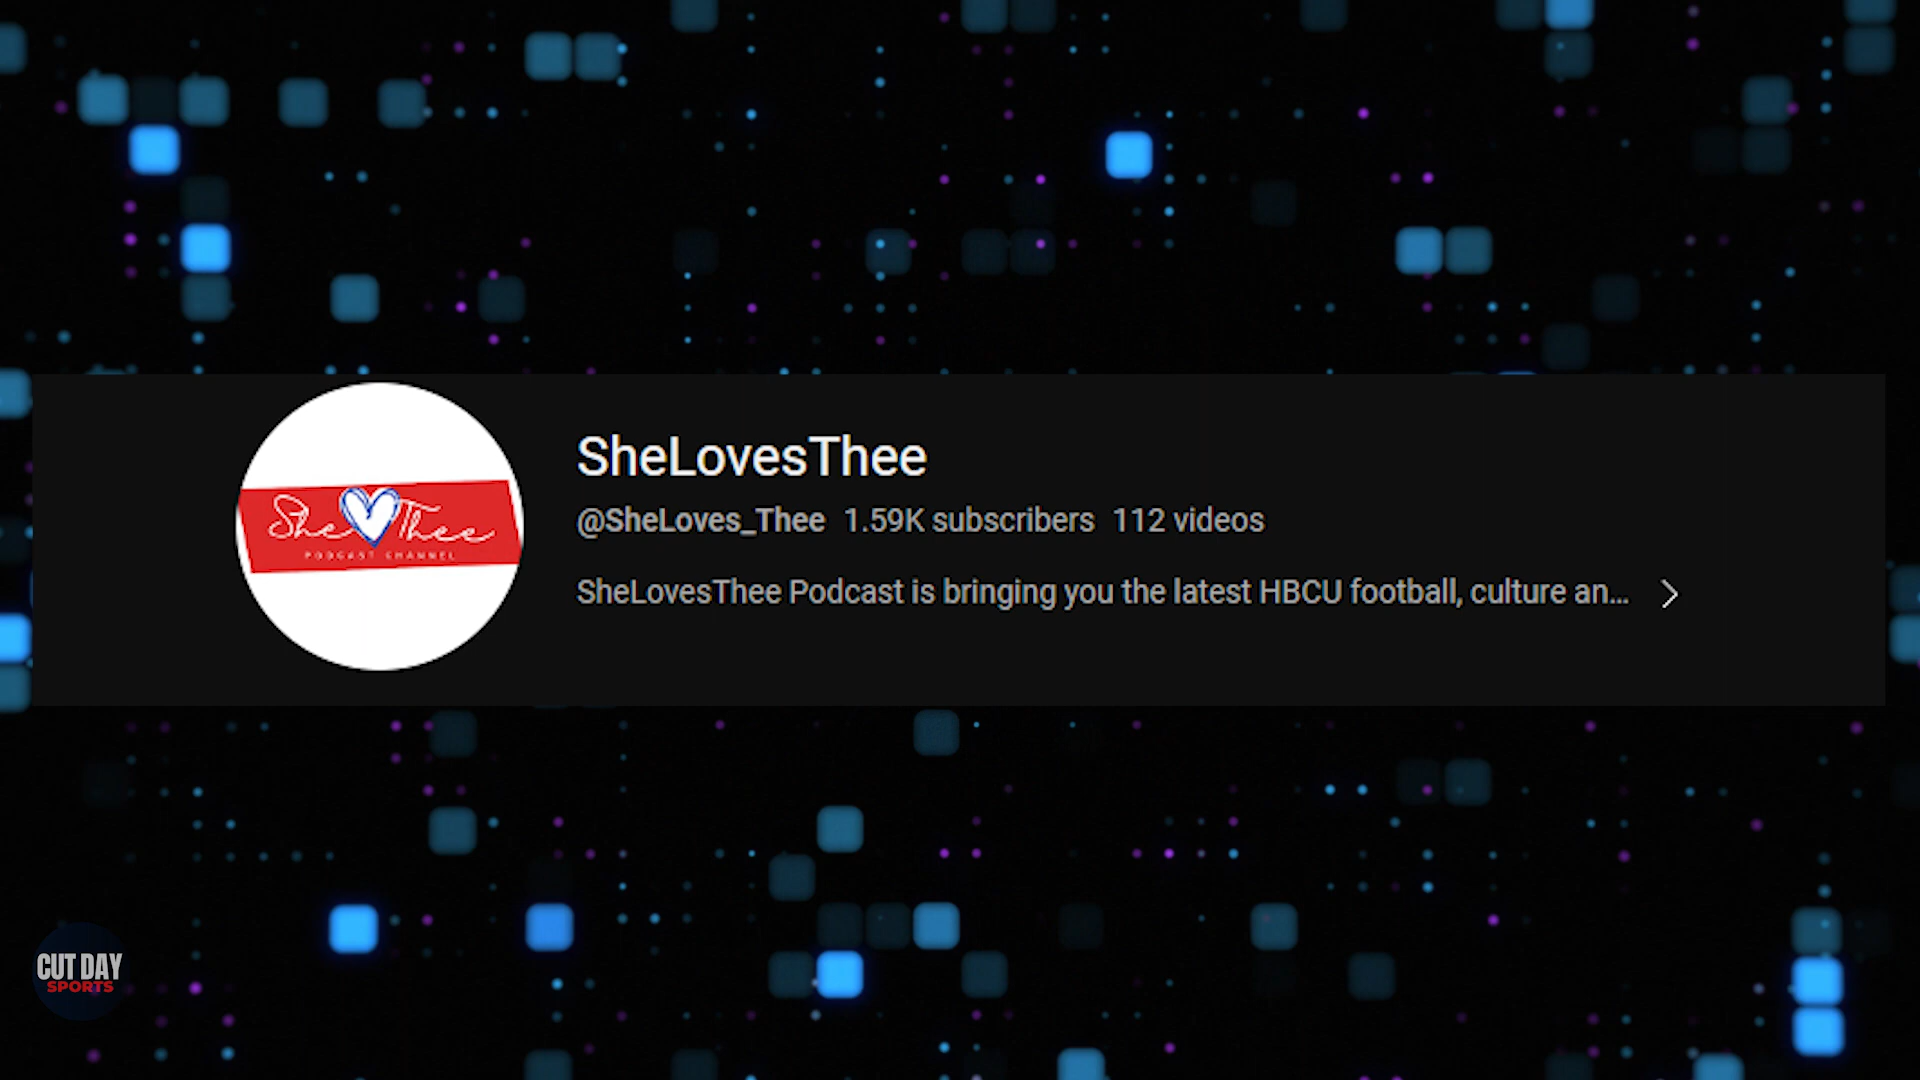 SheLovesThee
@SheLoves_Thee 1.59K subscribers 112 videos
SheLovesThee Podcast is bringing you the latest HBCU football, culture an...
She Thee
PODCAST CHANNEL
CUT DAY
SPORTS